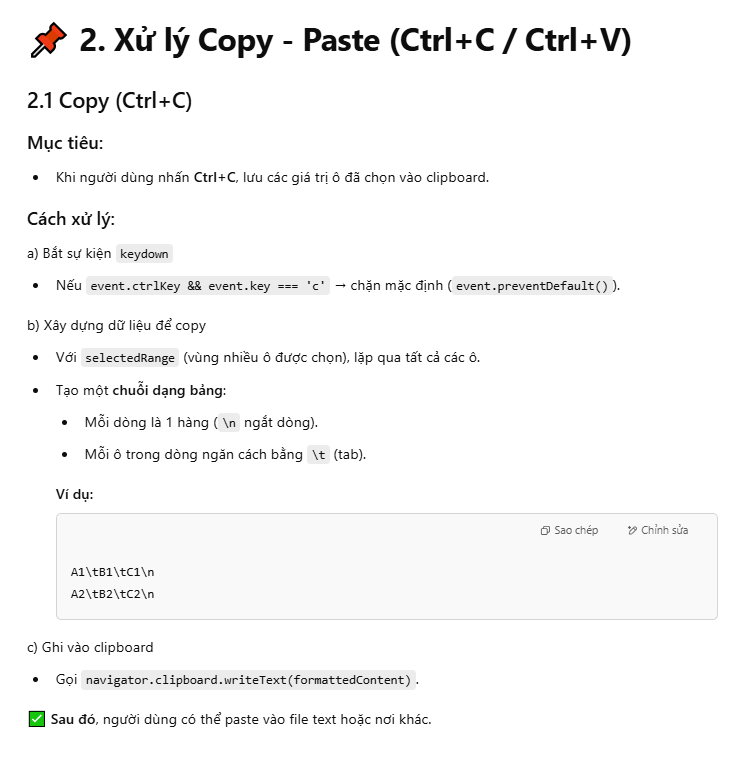 📌 2. Xử lý Copy - Paste (Ctrl+C / Ctrl+V)
2.1 Copy (Ctrl+C)
Mục tiêu:
• Khi người dùng nhấn Ctrl+C, lưu các giá trị ô đã chọn vào clipboard.
Cách xử lý:
a) Bắt sự kiện keydown
• Nếu event.ctrlKey && event.key === 'c' → chặn mặc định (event.preventDefault()).
b) Xây dựng dữ liệu để copy
• Với selectedRange (vùng nhiều ô được chọn), lặp qua tất cả các ô.
• Tạo một chuỗi dạng bảng:
• Mỗi dòng là 1 hàng (\n ngắt dòng).
• Mỗi ô trong dòng ngăn cách bằng \t (tab).
Ví dụ:
Sao chép Chỉnh sửa
A1\tB1\tC1\n
A2\tB2\tC2\n
c) Ghi vào clipboard
• Gọi navigator.clipboard.writeText(formattedContent).
✅ Sau đó, người dùng có thể paste vào file text hoặc nơi khác.